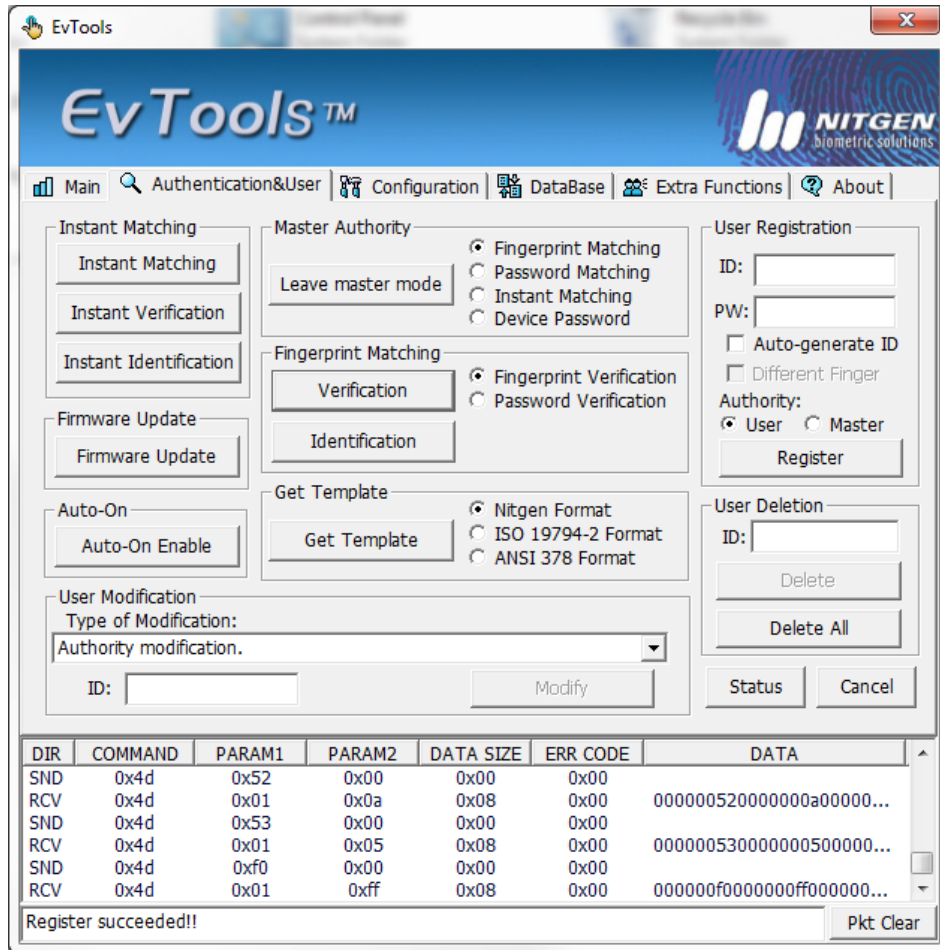 EvTools
Control Panel
Recycle Bin
EvTools™
NITGEN
biometric solutions
Main
Authentication&User
Configuration
DataBase
Extra Functions
About
Instant Matching
Instant Matching
Instant Verification
Instant Identification
Firmware Update
Firmware Update
Auto-On
Auto-On Enable
Master Authority
Leave master mode
Fingerprint Matching
Password Matching
Instant Matching
Device Password
Fingerprint Matching
Verification
Identification
Fingerprint Verification
Password Verification
Get Template
Get Template
Nitgen Format
ISO 19794-2 Format
ANSI 378 Format
User Registration
ID:
PW:
Auto-generate ID
Different Finger
Authority:
User Master
Register
User Deletion
ID:
Delete
Delete All
User Modification
Type of Modification:
Authority modification.
ID:
Modify
Status
Cancel
DIR COMMAND PARAM1 PARAM2 DATA SIZE ERR CODE DATA
SND 0x4d 0x52 0x00 0x00 0x00
RCV 0x4d 0x01 0x0a 0x08 0x00 000000520000000a00000...
SND 0x4d 0x53 0x00 0x00 0x00
RCV 0x4d 0x01 0x05 0x08 0x00 000000530000000500000...
SND 0x4d 0xf0 0x00 0x00 0x00
RCV 0x4d 0x01 0xff 0x08 0x00 000000f0000000ff000000...
Register succeeded!!
Pkt Clear